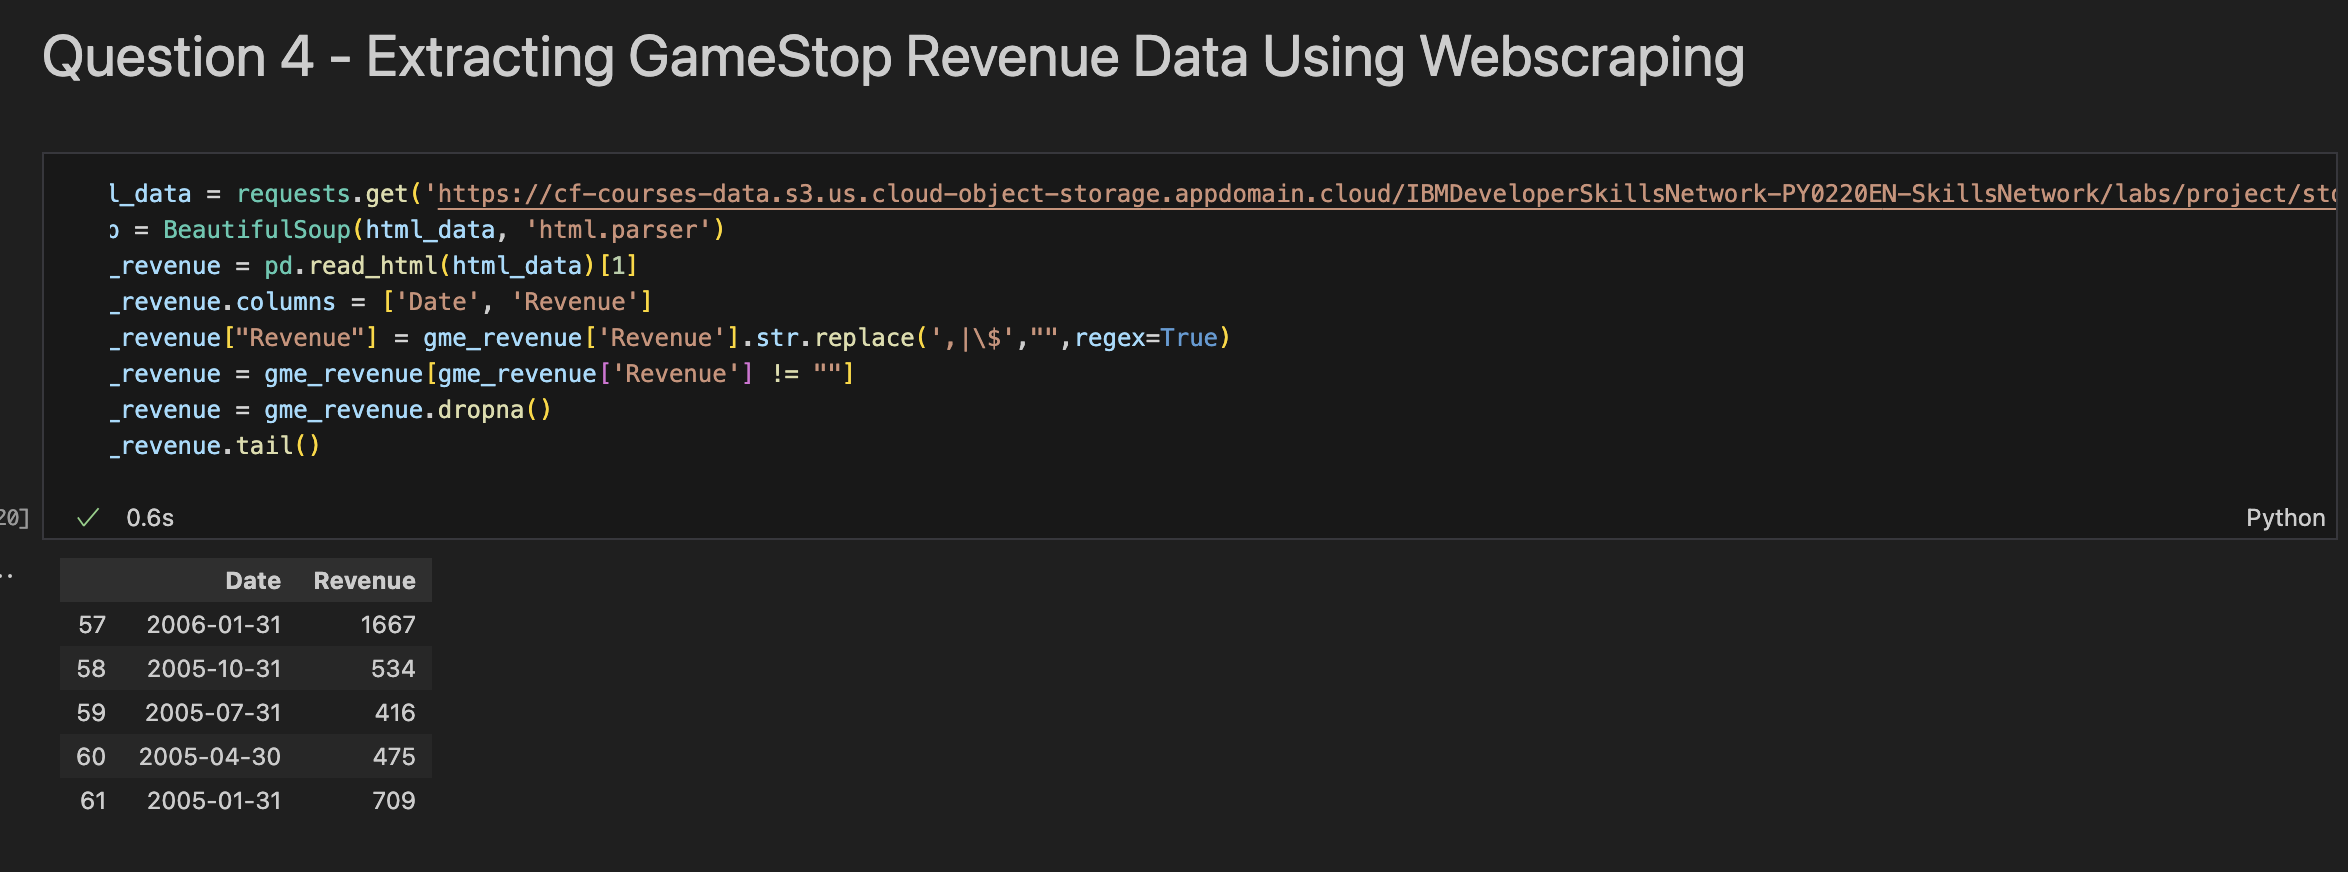 Question 4 - Extracting GameStop Revenue Data Using Webscraping
l_data = requests.get('https://cf-courses-data.s3.us.cloud-object-storage.appdomain.cloud/IBMDeveloperSkillsNetwork-PY0220EN-SkillsNetwork/labs/project/sto
p = BeautifulSoup(html_data, 'html.parser')
_revenue = pd.read_html(html_data)[1]
_revenue.columns = ['Date', 'Revenue']
_revenue["Revenue"] = gme_revenue['Revenue'].str.replace(',|\$',"",regex=True)
_revenue = gme_revenue[gme_revenue['Revenue'] != ""]
_revenue = gme_revenue.dropna()
_revenue.tail()
20] ✓ 0.6s Python
Date Revenue
57 2006-01-31 1667
58 2005-10-31 534
59 2005-07-31 416
60 2005-04-30 475
61 2005-01-31 709